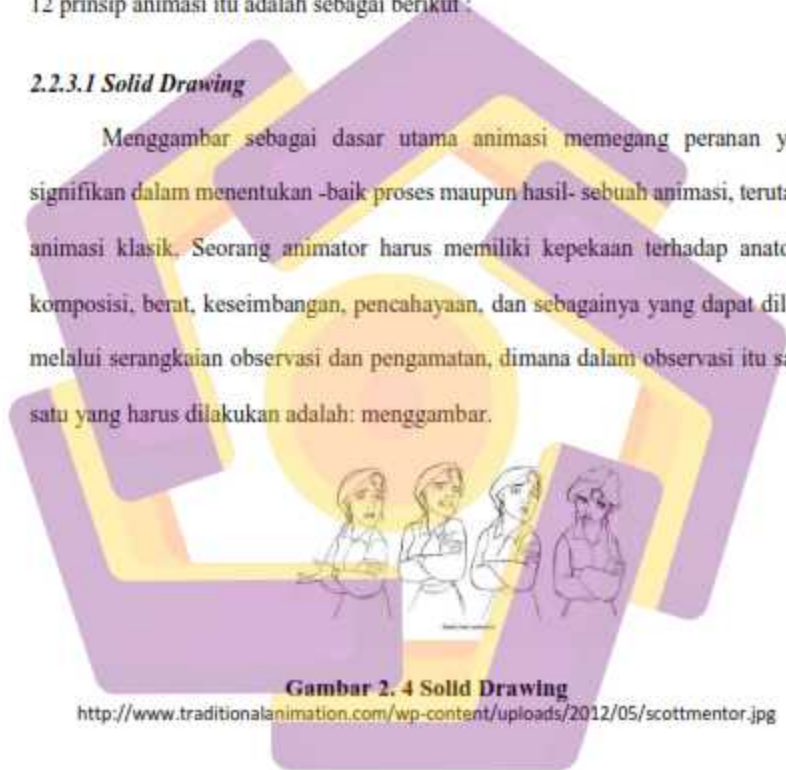 12 prinsip animasi itu adalah sebagai berikut :
2.2.3.1 Solid Drawing
Menggambar sebagai dasar utama animasi memegang peranan y
signifikan dalam menentukan -baik proses maupun hasil- sebuah animasi, teruta
animasi klasik. Seorang animator harus memiliki kepekaan terhadap anato
komposisi, berat, keseimbangan, pencahayaan, dan sebagainya yang dapat dil
melalui serangkaian observasi dan pengamatan, dimana dalam observasi itu sa
satu yang harus dilakukan adalah: menggambar.
Gambar 2. 4 Solid Drawing
http://www.traditionalanimation.com/wp-content/uploads/2012/05/scottmentor.jpg